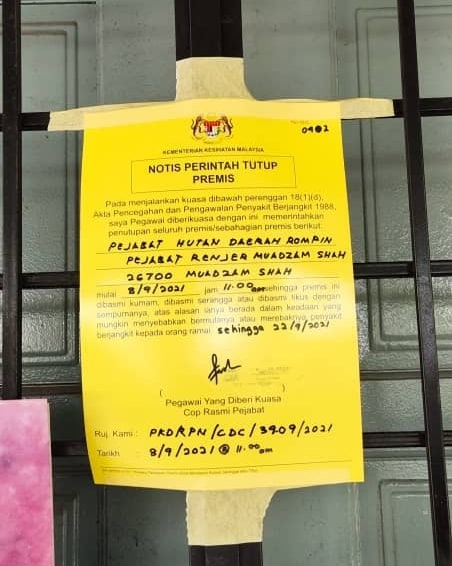 0902
KEMENTERIAN KESIHATAN MALAYSIA
NOTIS PERINTAH TUTUP
PREMIS
Pada menjalankan kuasa dibawah perenggan 18(1)(d),
Akta Pencegahan dan Pengawalan Penyakit Berjangkit 1988,
saya Pegawai diberikuasa dengan ini memerintahkan
penutupan seluruh premis/sebahagian premis berikut:
PEJABAT HUTAN DAERAH ROMPIN
PEJABAT RENJER MUADZAM SHAH
26700 MUADZAM SHAH
mulai 8/9/2021 jam 11.00am sehingga premis ini
dibasmi kuman, dibasmi serangga atau dibasmi tikus dengan
sempurnanya, atas alasan ianya berada dalam keadaan yang
mungkin menyebabkan bermulanya atau merebaknya penyakit
berjangkit kepada orang ramai sehingga 22/9/2021
( )
Pegawai Yang Diberi Kuasa
Cop Rasmi Pejabat
Ruj. Kami : PKDRPN/CDC/3409/2021
Tarikh : 8/9/2021 @ 11.00am